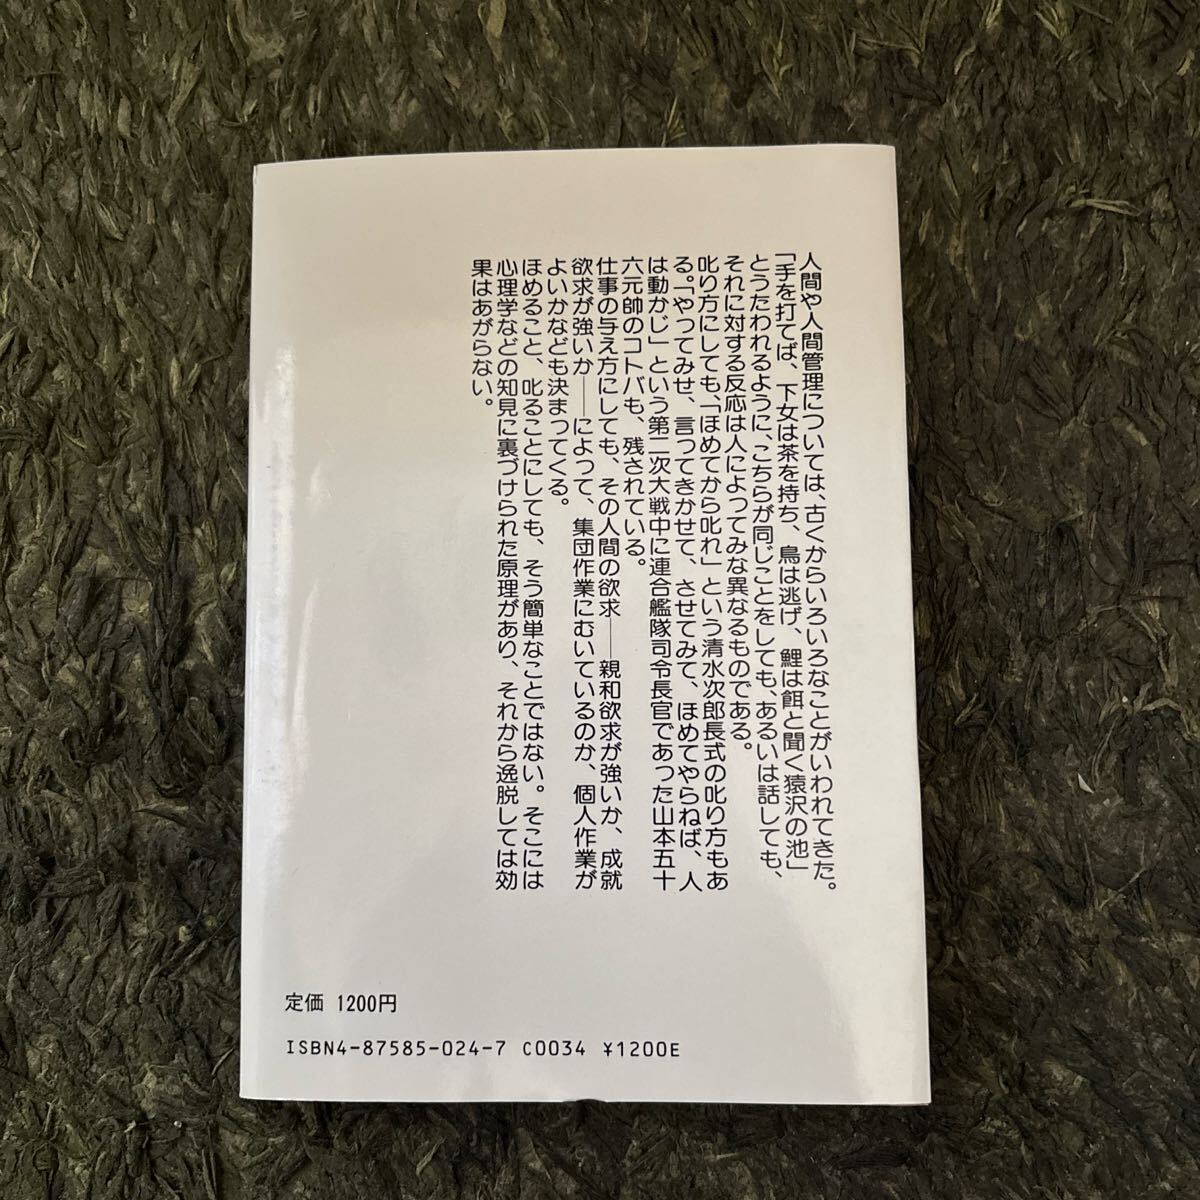 人間や人間管理については、古くからいろいろなことがいわれてきた。
「手を打てば、下女は茶を持ち、鳥は逃げ、鯉は餌と聞く猿沢の池」
とうたわれるように、こちらが同じことをしても、あるいは話しても、
それに対する反応は人によってみな異なるものである。
叱り方にしても、「ほめてから叱れ」という清水次郎長式の叱り方もあ
る。「やってみせ、言ってきかせて、させてみて、ほめてやらねば、人
は動かじ」という第二次大戦中に連合艦隊司令長官であった山本五十
六元帥のコトバも、残されている。
仕事の与え方にしても、その人間の欲求──親和欲求が強いか、成就
欲求が強いか──によって、集団作業にむいているのか、個人作業が
よいかなども決まってくる。
ほめること、叱ることにしても、そう簡単なことではない。そこには
心理学などの知見に裏づけられた原理があり、それから逸脱しては効
果はあがらない。
定価 1200円
ISBN4-87585-024-7 C0034 ¥1200E